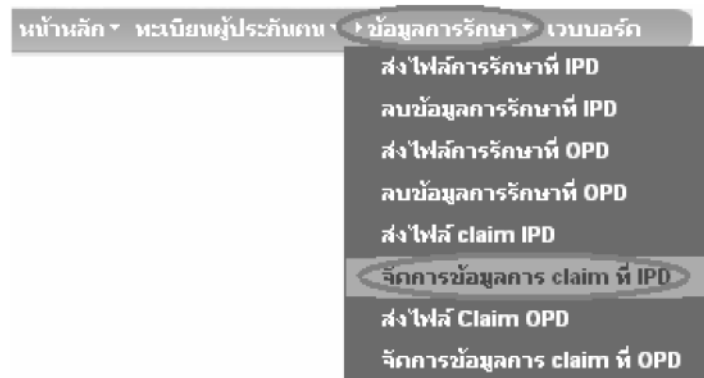 หน้าหลัก ทะเบียนผู้ประกันตน ข้อมูลการรักษา เวบบอร์ด
ส่งไฟล์การรักษาที่ IPD
ลบข้อมูลการรักษาที่ IPD
ส่งไฟล์การรักษาที่ OPD
ลบข้อมูลการรักษาที่ OPD
ส่งไฟล์ claim IPD
จัดการข้อมูลการ claim ที่ IPD
ส่งไฟล์ Claim OPD
จัดการข้อมูลการ claim ที่ OPD